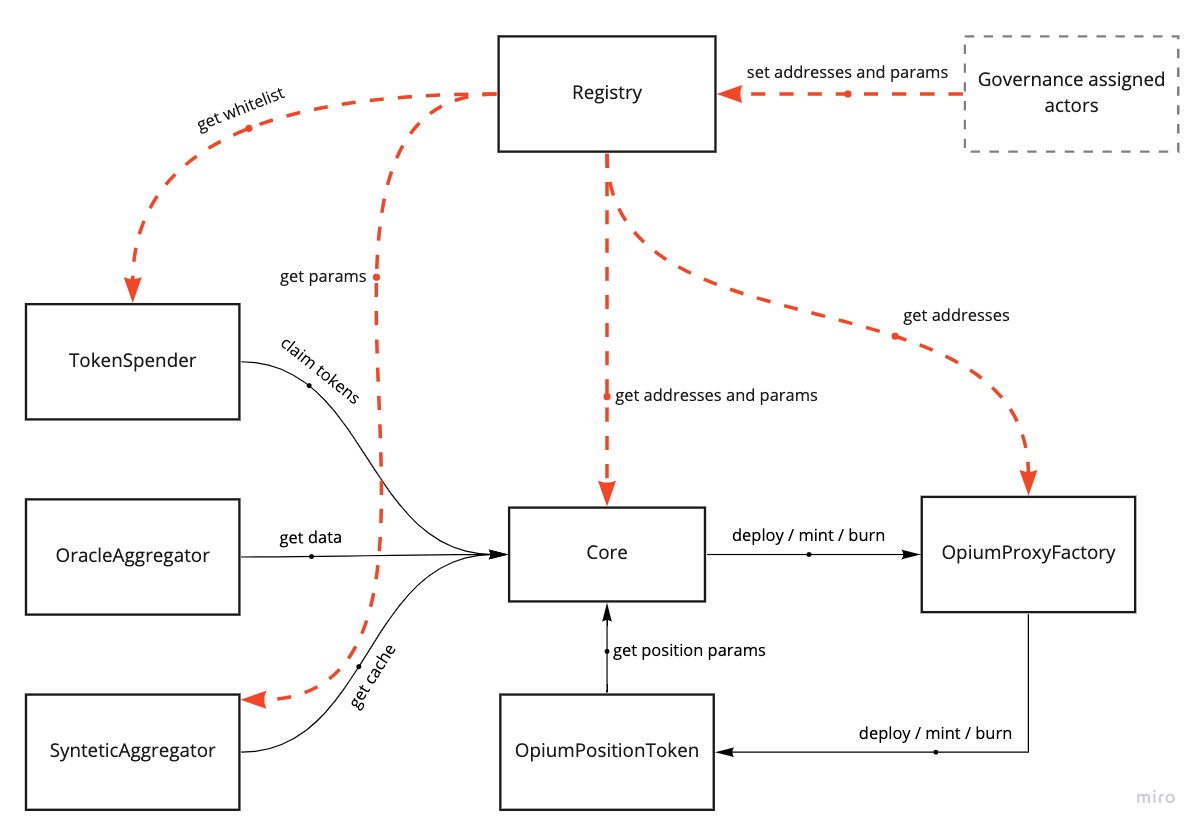 Registry
set addresses and params
Governance assigned
actors
get whitelist
get params
get addresses
TokenSpender
claim tokens
get addresses and params
OracleAggregator
get data
Core
deploy / mint / burn
OpiumProxyFactory
get cache
get position params
SynteticAggregator
OpiumPositionToken
deploy / mint / burn
miro